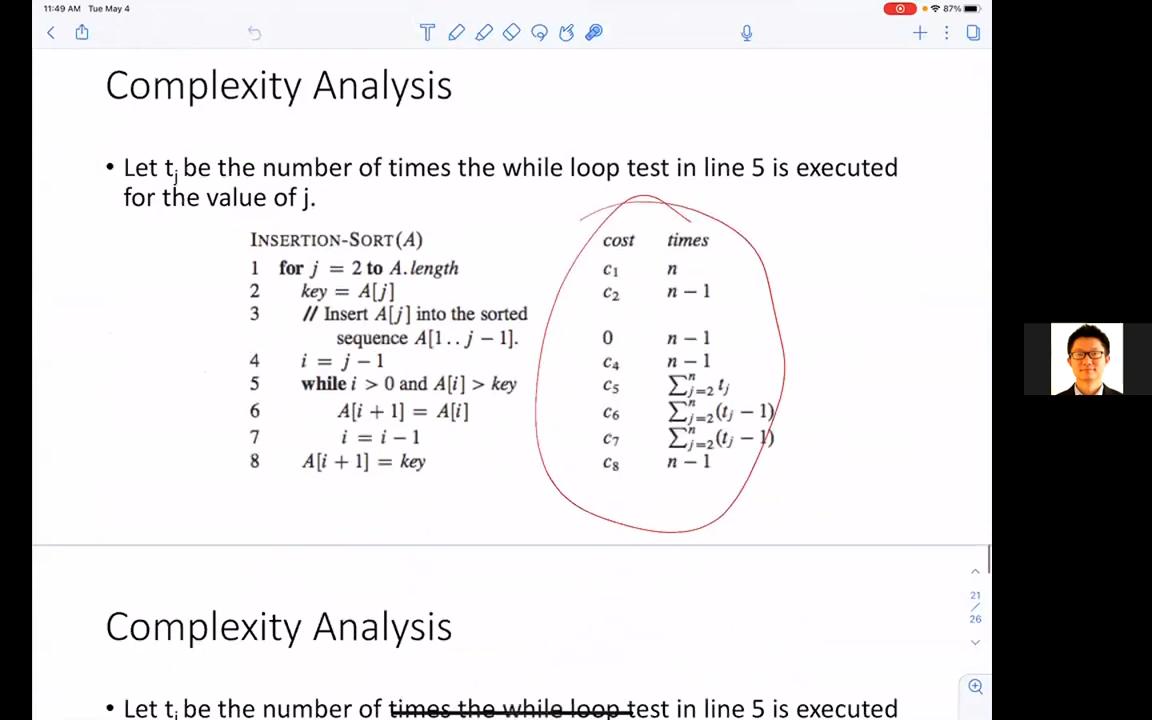 11:49 AM Tue May 4
87%
Complexity Analysis
• Let tj be the number of times the while loop test in line 5 is executed
for the value of j.
INSERTION-SORT(A) cost times
1 for j = 2 to A.length c1 n
2 key = A[j] c2 n − 1
3 // Insert A[j] into the sorted
sequence A[1 . . j − 1]. 0 n − 1
4 i = j − 1 c4 n − 1
5 while i > 0 and A[i] > key c5 ∑ⁿj=2 tj
6 A[i + 1] = A[i] c6 ∑ⁿj=2 (tj − 1)
7 i = i − 1 c7 ∑ⁿj=2 (tj − 1)
8 A[i + 1] = key c8 n − 1
21
/
26
Complexity Analysis
• Let tj be the number of times the while loop test in line 5 is executed